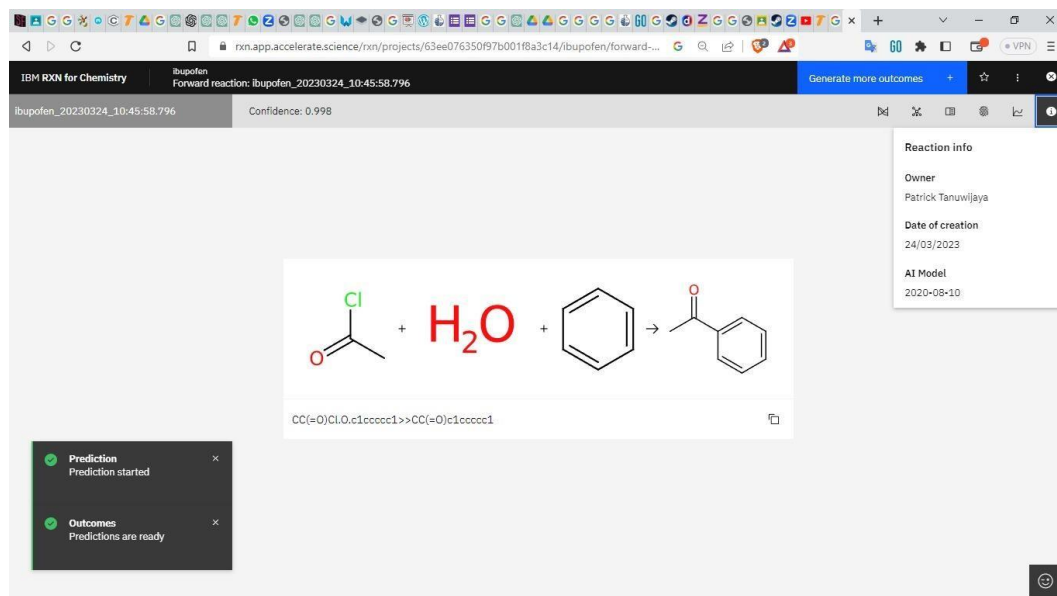 rxn.app.accelerate.science/rxn/projects/63ee076350f97b001f8a3c14/ibupofen/forward-...
VPN
IBM RXN for Chemistry
ibupofen
Forward reaction: ibupofen_20230324_10:45:58.796
Generate more outcomes +
ibupofen_20230324_10:45:58.796
Confidence: 0.998
Reaction info
Owner
Patrick Tanuwijaya
Date of creation
24/03/2023
AI Model
2020-08-10
Cl
O
+ H₂O + →
O
CC(=O)Cl.O.c1ccccc1>>CC(=O)c1ccccc1
Prediction
Prediction started
Outcomes
Predictions are ready